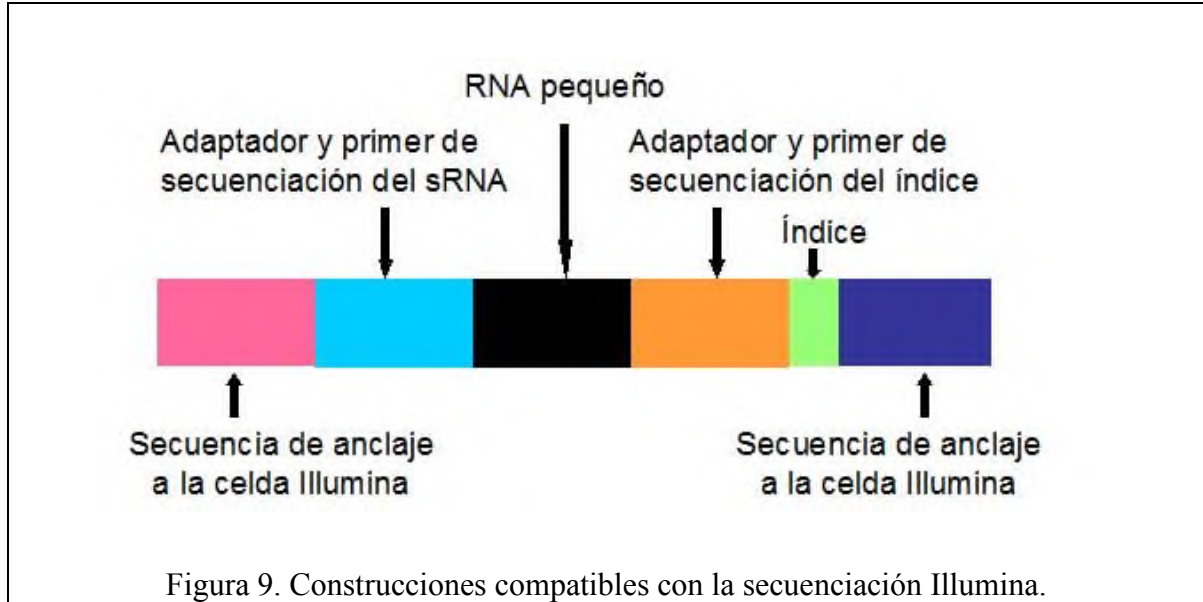 RNA pequeño
Adaptador y primer de
secuenciación del sRNA
Adaptador y primer de
secuenciación del índice
Índice
Secuencia de anclaje
a la celda Illumina
Secuencia de anclaje
a la celda Illumina
Figura 9. Construcciones compatibles con la secuenciación Illumina.